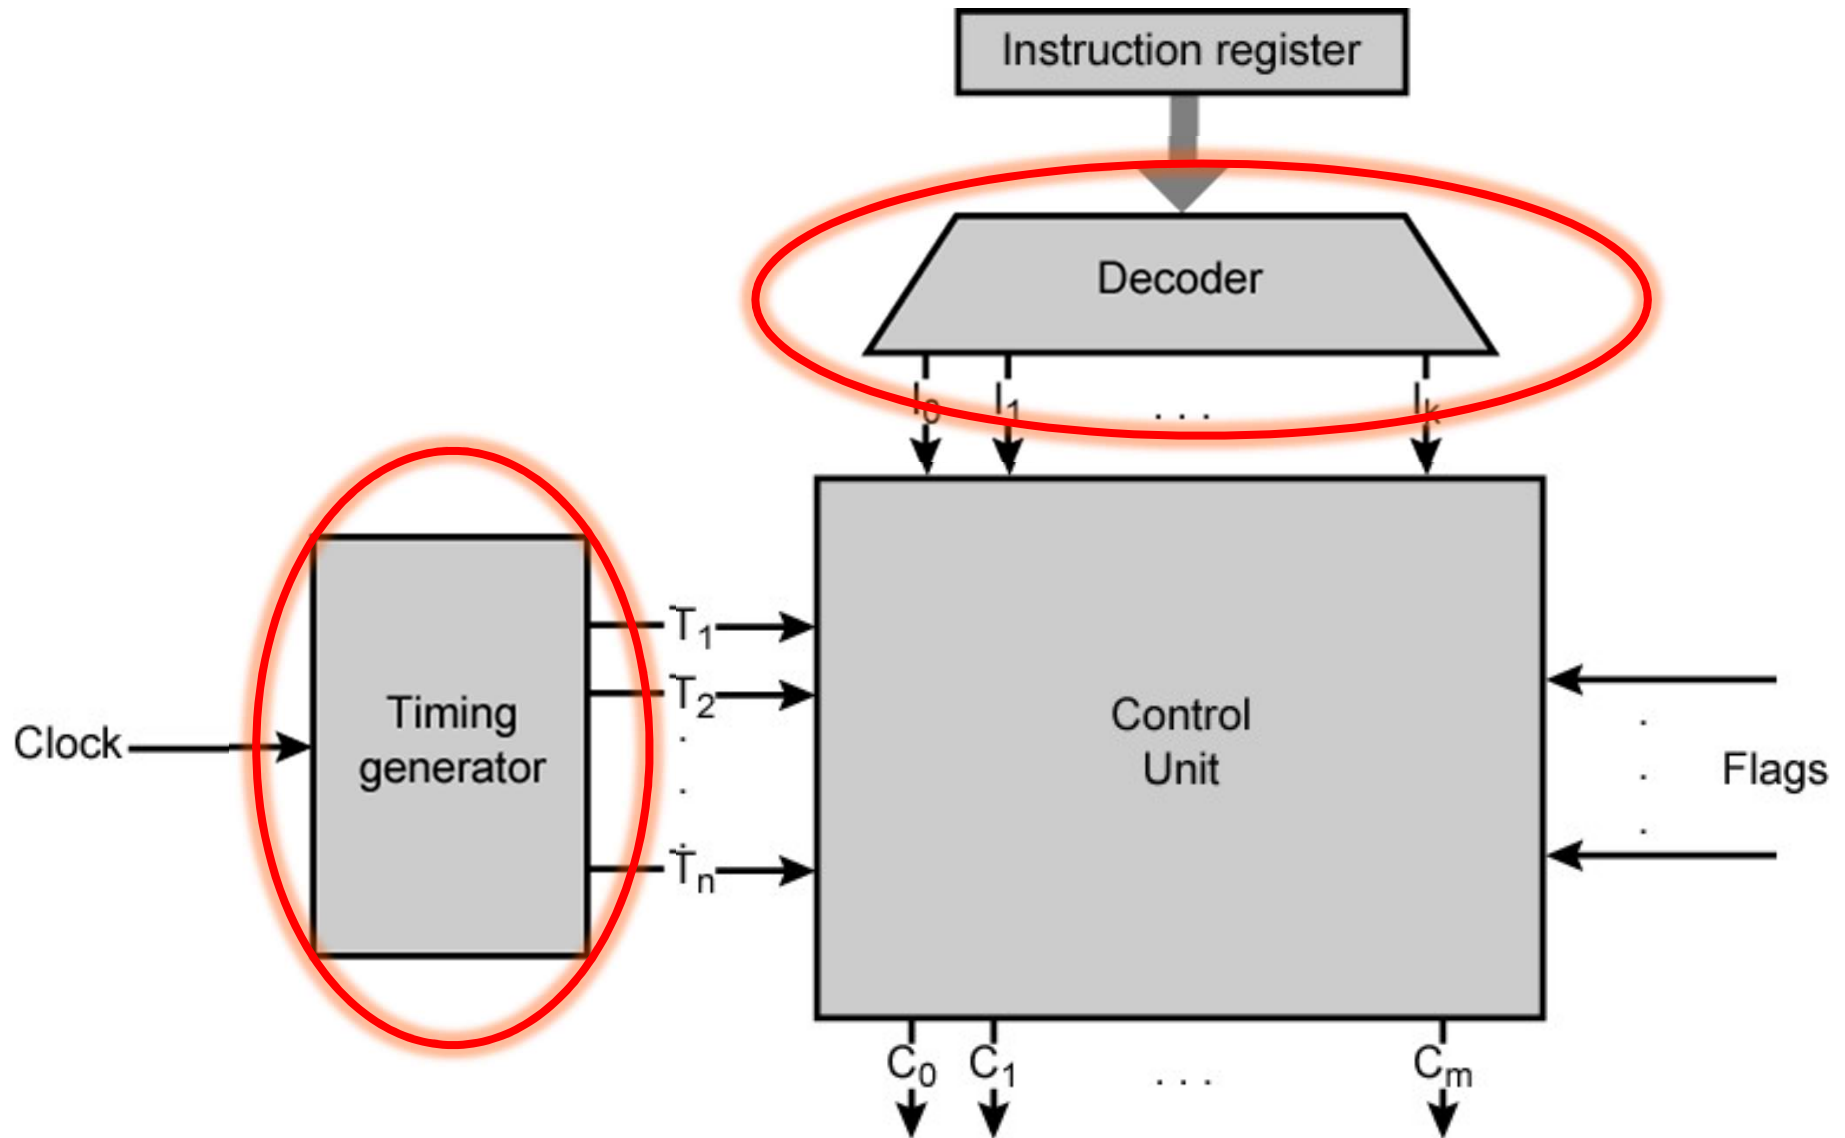 Instruction register
Decoder
I0 I1 . . . Ik
Timing
generator
Clock
T1
T2
.
.
.
Tn
Control
Unit
.
.
.
Flags
C0 C1 . . . Cm